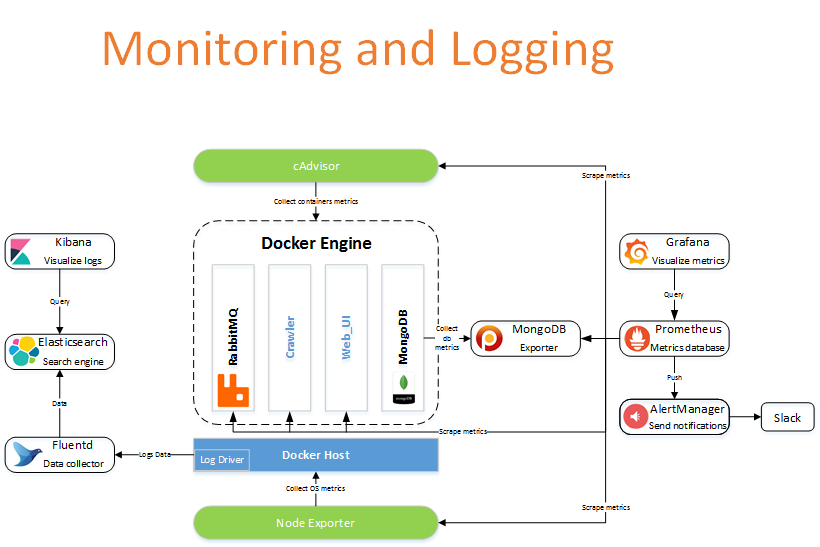 Monitoring and Logging
cAdvisor
Scrape metrics
Collect containers metrics
Docker Engine
Kibana
Visualize logs
Grafana
Visualize metrics
Query
Query
RabbitMQ
Crawler
Web_UI
MongoDB
mongoDB
Collect
db
metrics
MongoDB
Exporter
Prometheus
Metrics database
Elasticsearch
Search engine
Push
Data
AlertManager
Send notifications
Slack
Scrape metrics
Fluentd
Data collector
Logs Data
Log Driver
Docker Host
Collect OS metrics
Scrape metrics
Node Exporter